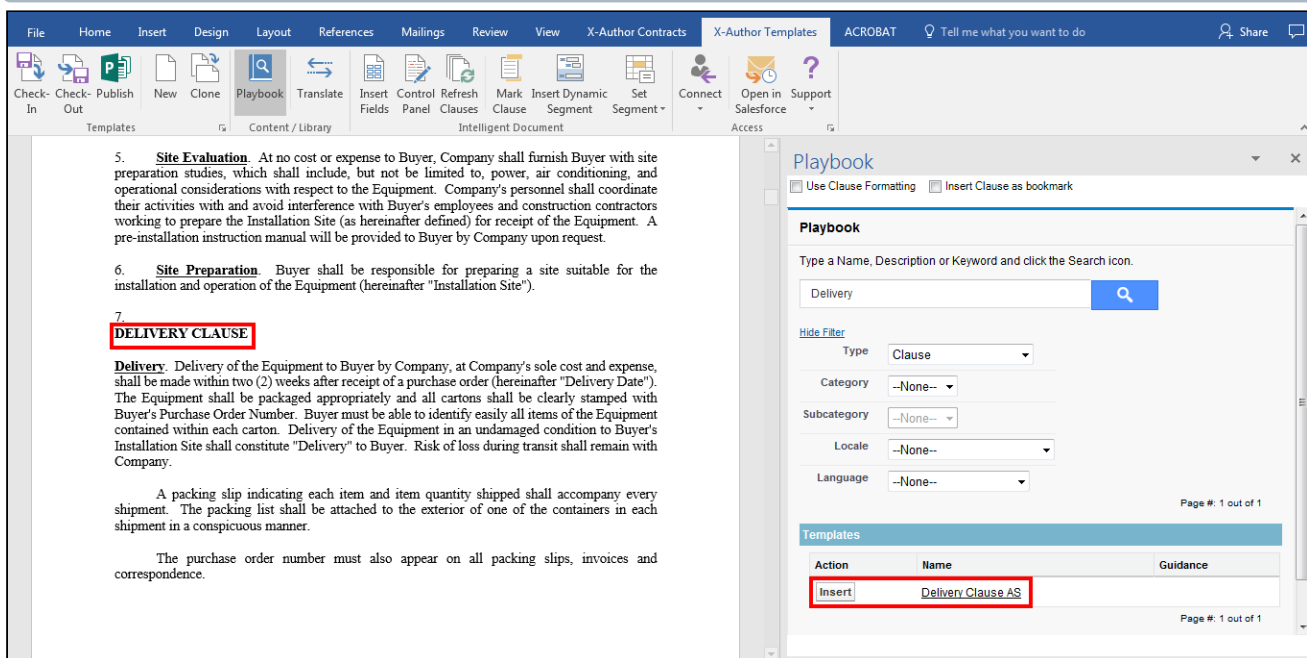 File Home Insert Design Layout References Mailings Review View X-Author Contracts X-Author Templates ACROBAT Tell me what you want to do Share
Check-In Check-Out Publish New Clone Playbook Translate Insert Fields Control Panel Refresh Clauses Mark Clause Insert Dynamic Segment Set Segment Connect Open in Salesforce Support
Templates Content / Library Intelligent Document Access
5. Site Evaluation. At no cost or expense to Buyer, Company shall furnish Buyer with site
preparation studies, which shall include, but not be limited to, power, air conditioning, and
operational considerations with respect to the Equipment. Company's personnel shall coordinate
their activities with and avoid interference with Buyer's employees and construction contractors
working to prepare the Installation Site (as hereinafter defined) for receipt of the Equipment. A
pre-installation instruction manual will be provided to Buyer by Company upon request.
6. Site Preparation. Buyer shall be responsible for preparing a site suitable for the
installation and operation of the Equipment (hereinafter "Installation Site").
7.
DELIVERY CLAUSE
Delivery. Delivery of the Equipment to Buyer by Company, at Company's sole cost and expense,
shall be made within two (2) weeks after receipt of a purchase order (hereinafter "Delivery Date").
The Equipment shall be packaged appropriately and all cartons shall be clearly stamped with
Buyer's Purchase Order Number. Buyer must be able to identify easily all items of the Equipment
contained within each carton. Delivery of the Equipment in an undamaged condition to Buyer's
Installation Site shall constitute "Delivery" to Buyer. Risk of loss during transit shall remain with
Company.
A packing slip indicating each item and item quantity shipped shall accompany every
shipment. The packing list shall be attached to the exterior of one of the containers in each
shipment in a conspicuous manner.
The purchase order number must also appear on all packing slips, invoices and
correspondence.
Playbook
Use Clause Formatting Insert Clause as bookmark
Playbook
Type a Name, Description or Keyword and click the Search icon.
Delivery
Hide Filter
Type Clause
Category --None--
Subcategory --None--
Locale --None--
Language --None--
Page #: 1 out of 1
Templates
Action Name Guidance
Insert Delivery Clause AS
Page #: 1 out of 1